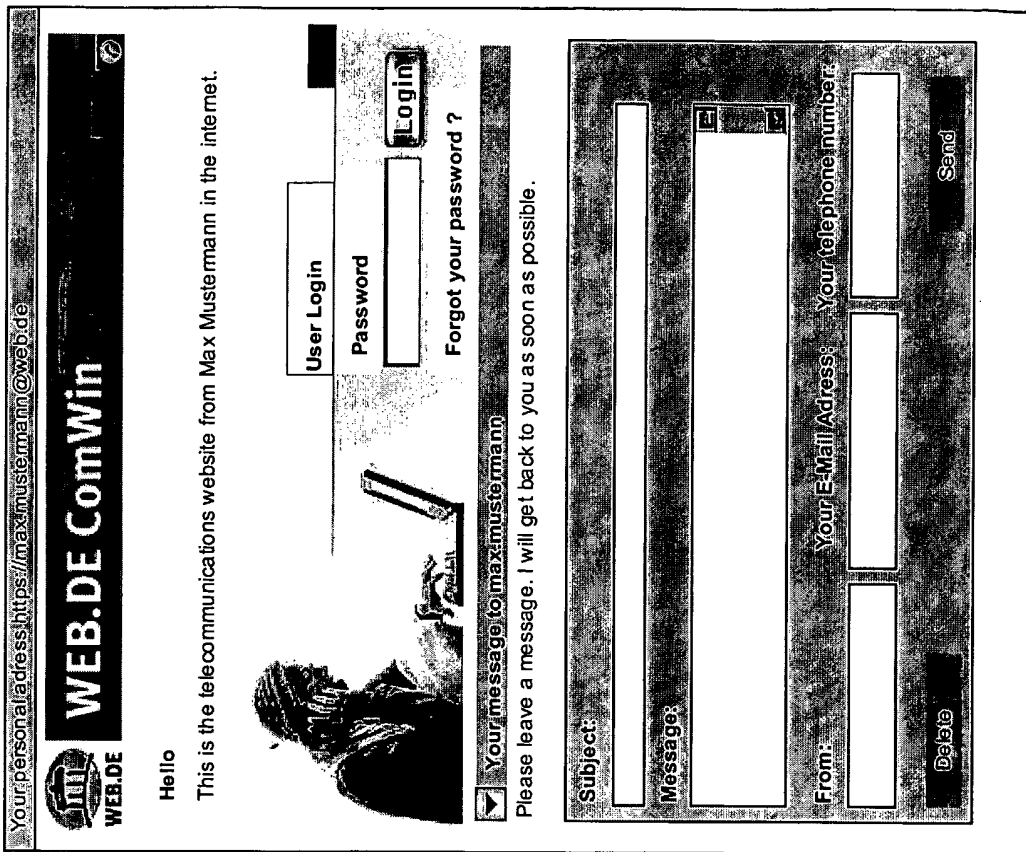 Your personal adress https://max.mustermann@web.de
WEB.DE
WEB.DE ComWin
Hello
This is the telecommunications website from Max Mustermann in the internet.
User Login
Password
Login
Forgot your password ?
Your message to max.mustermann
Please leave a message. I will get back to you as soon as possible.
Subject:
Message:
From: Your E-Mail Adress: Your telephone number:
Delete Send